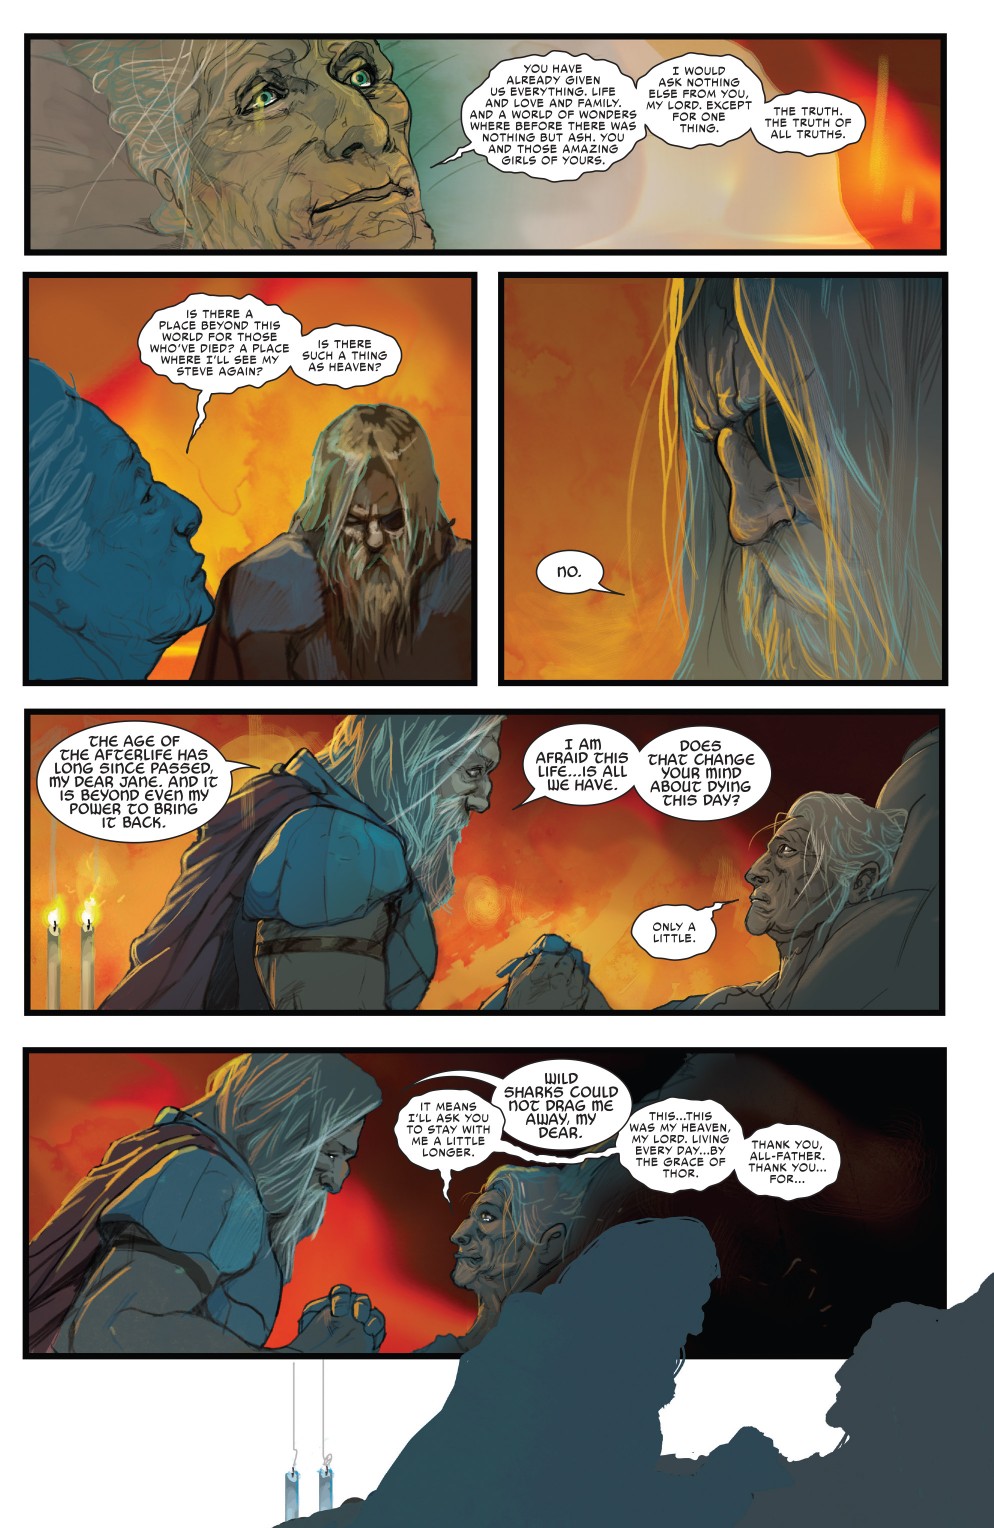 YOU HAVE
ALREADY GIVEN
US EVERYTHING. LIFE
AND LOVE AND FAMILY.
AND A WORLD OF WONDERS
WHERE BEFORE THERE WAS
NOTHING BUT ASH. YOU
AND THOSE AMAZING
GIRLS OF YOURS.
I WOULD
ASK NOTHING
ELSE FROM YOU,
MY LORD. EXCEPT
FOR ONE
THING.
THE TRUTH.
THE TRUTH OF
ALL TRUTHS.
IS THERE A
PLACE BEYOND THIS
WORLD FOR THOSE
WHO'VE DIED? A PLACE
WHERE I'LL SEE MY
STEVE AGAIN?
IS THERE
SUCH A THING
AS HEAVEN?
NO.
THE AGE OF
THE AFTERLIFE HAS
LONG SINCE PASSED,
MY DEAR JANE. AND IT
IS BEYOND EVEN MY
POWER TO BRING
IT BACK.
I AM
AFRAID THIS
LIFE...IS ALL
WE HAVE.
DOES
THAT CHANGE
YOUR MIND
ABOUT DYING
THIS DAY?
ONLY A
LITTLE.
IT MEANS
I'LL ASK YOU
TO STAY WITH
ME A LITTLE
LONGER.
WILD
SHARKS COULD
NOT DRAG ME
AWAY, MY
DEAR.
THIS...THIS
WAS MY HEAVEN,
MY LORD. LIVING
EVERY DAY...BY
THE GRACE OF
THOR.
THANK YOU,
ALL-FATHER.
THANK YOU...
FOR...